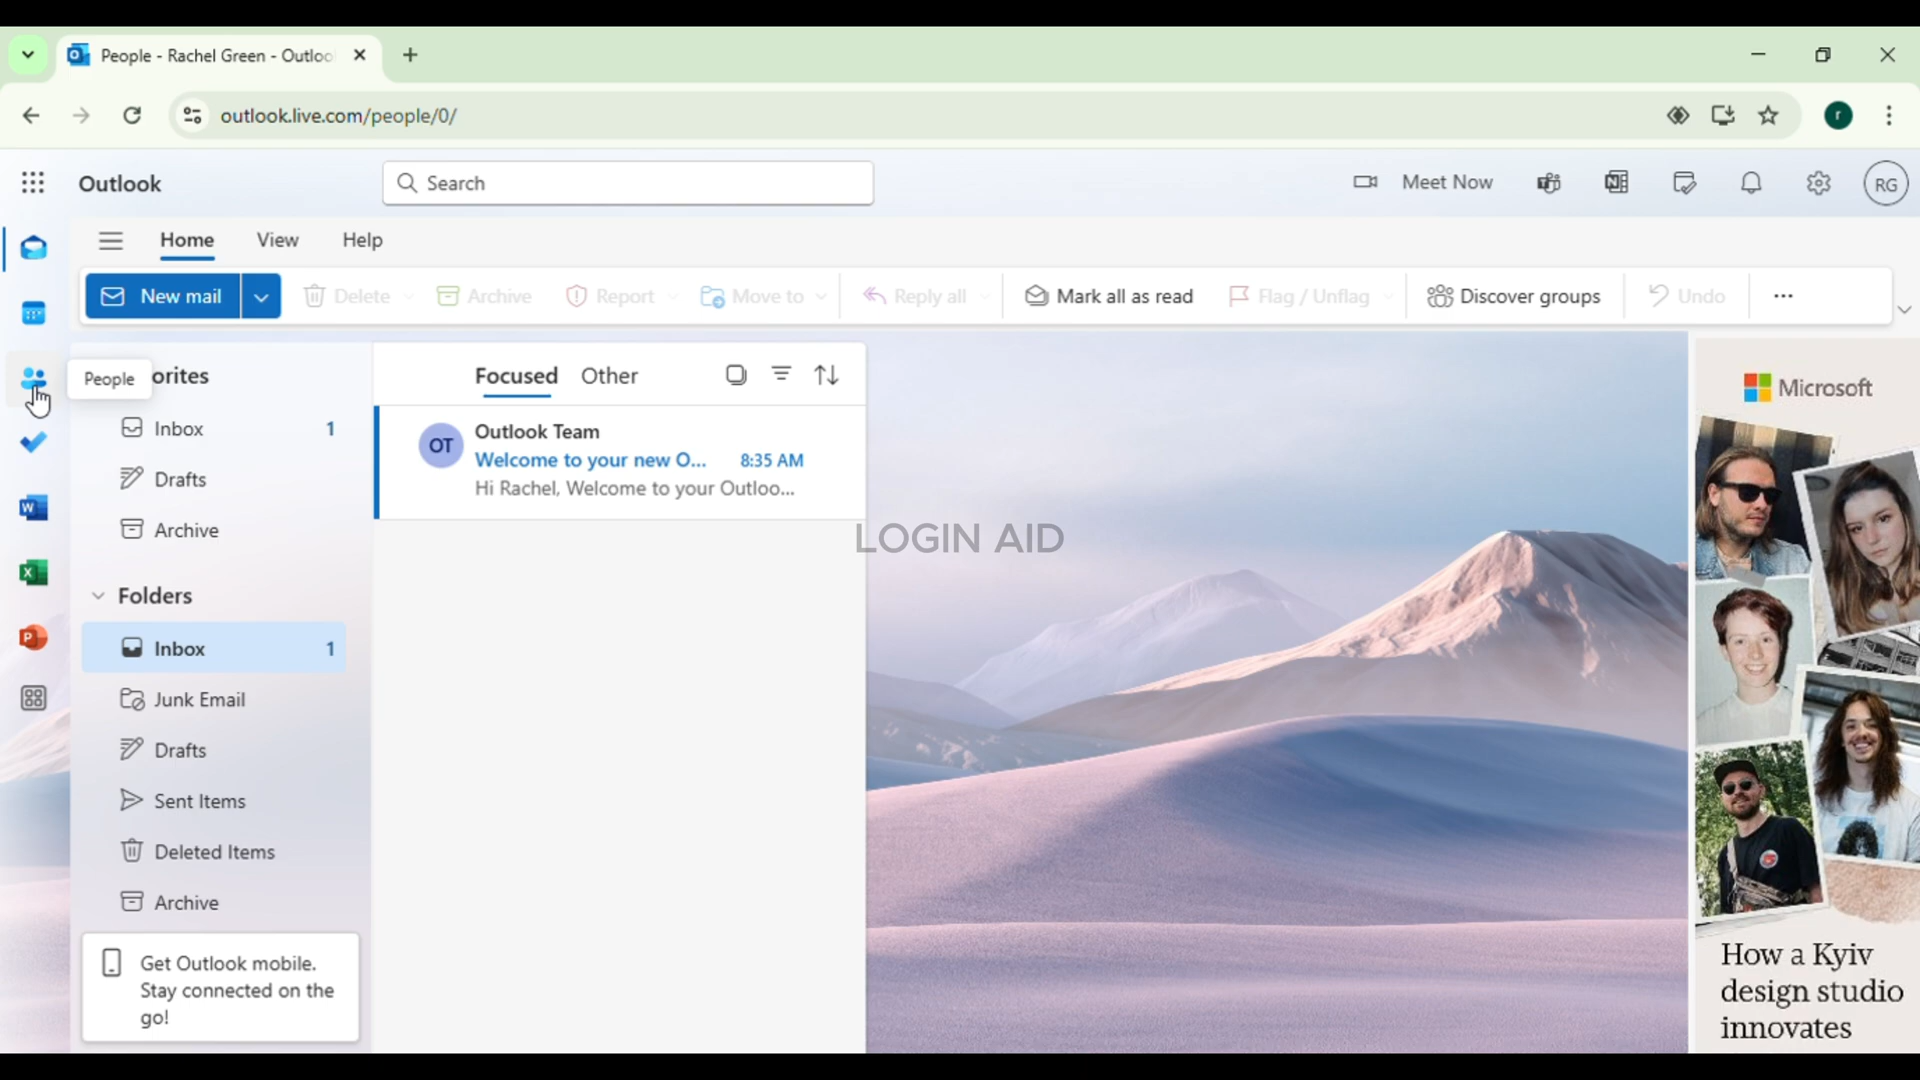 People - Rachel Green - Outloo
outlook.live.com/people/0/
r
Outlook
Search
Meet Now
RG
Home View Help
New mail
Delete
Archive
Report
Move to
Reply all
Mark all as read
Flag / Unflag
Discover groups
Undo
People
orites
Inbox 1
Drafts
Archive
Folders
Inbox 1
Junk Email
Drafts
Sent Items
Deleted Items
Archive
Get Outlook mobile.
Stay connected on the
go!
Focused Other
OT
Outlook Team
Welcome to your new O... 8:35 AM
Hi Rachel, Welcome to your Outloo...
LOGIN AID
Microsoft
How a Kyiv
design studio
innovates